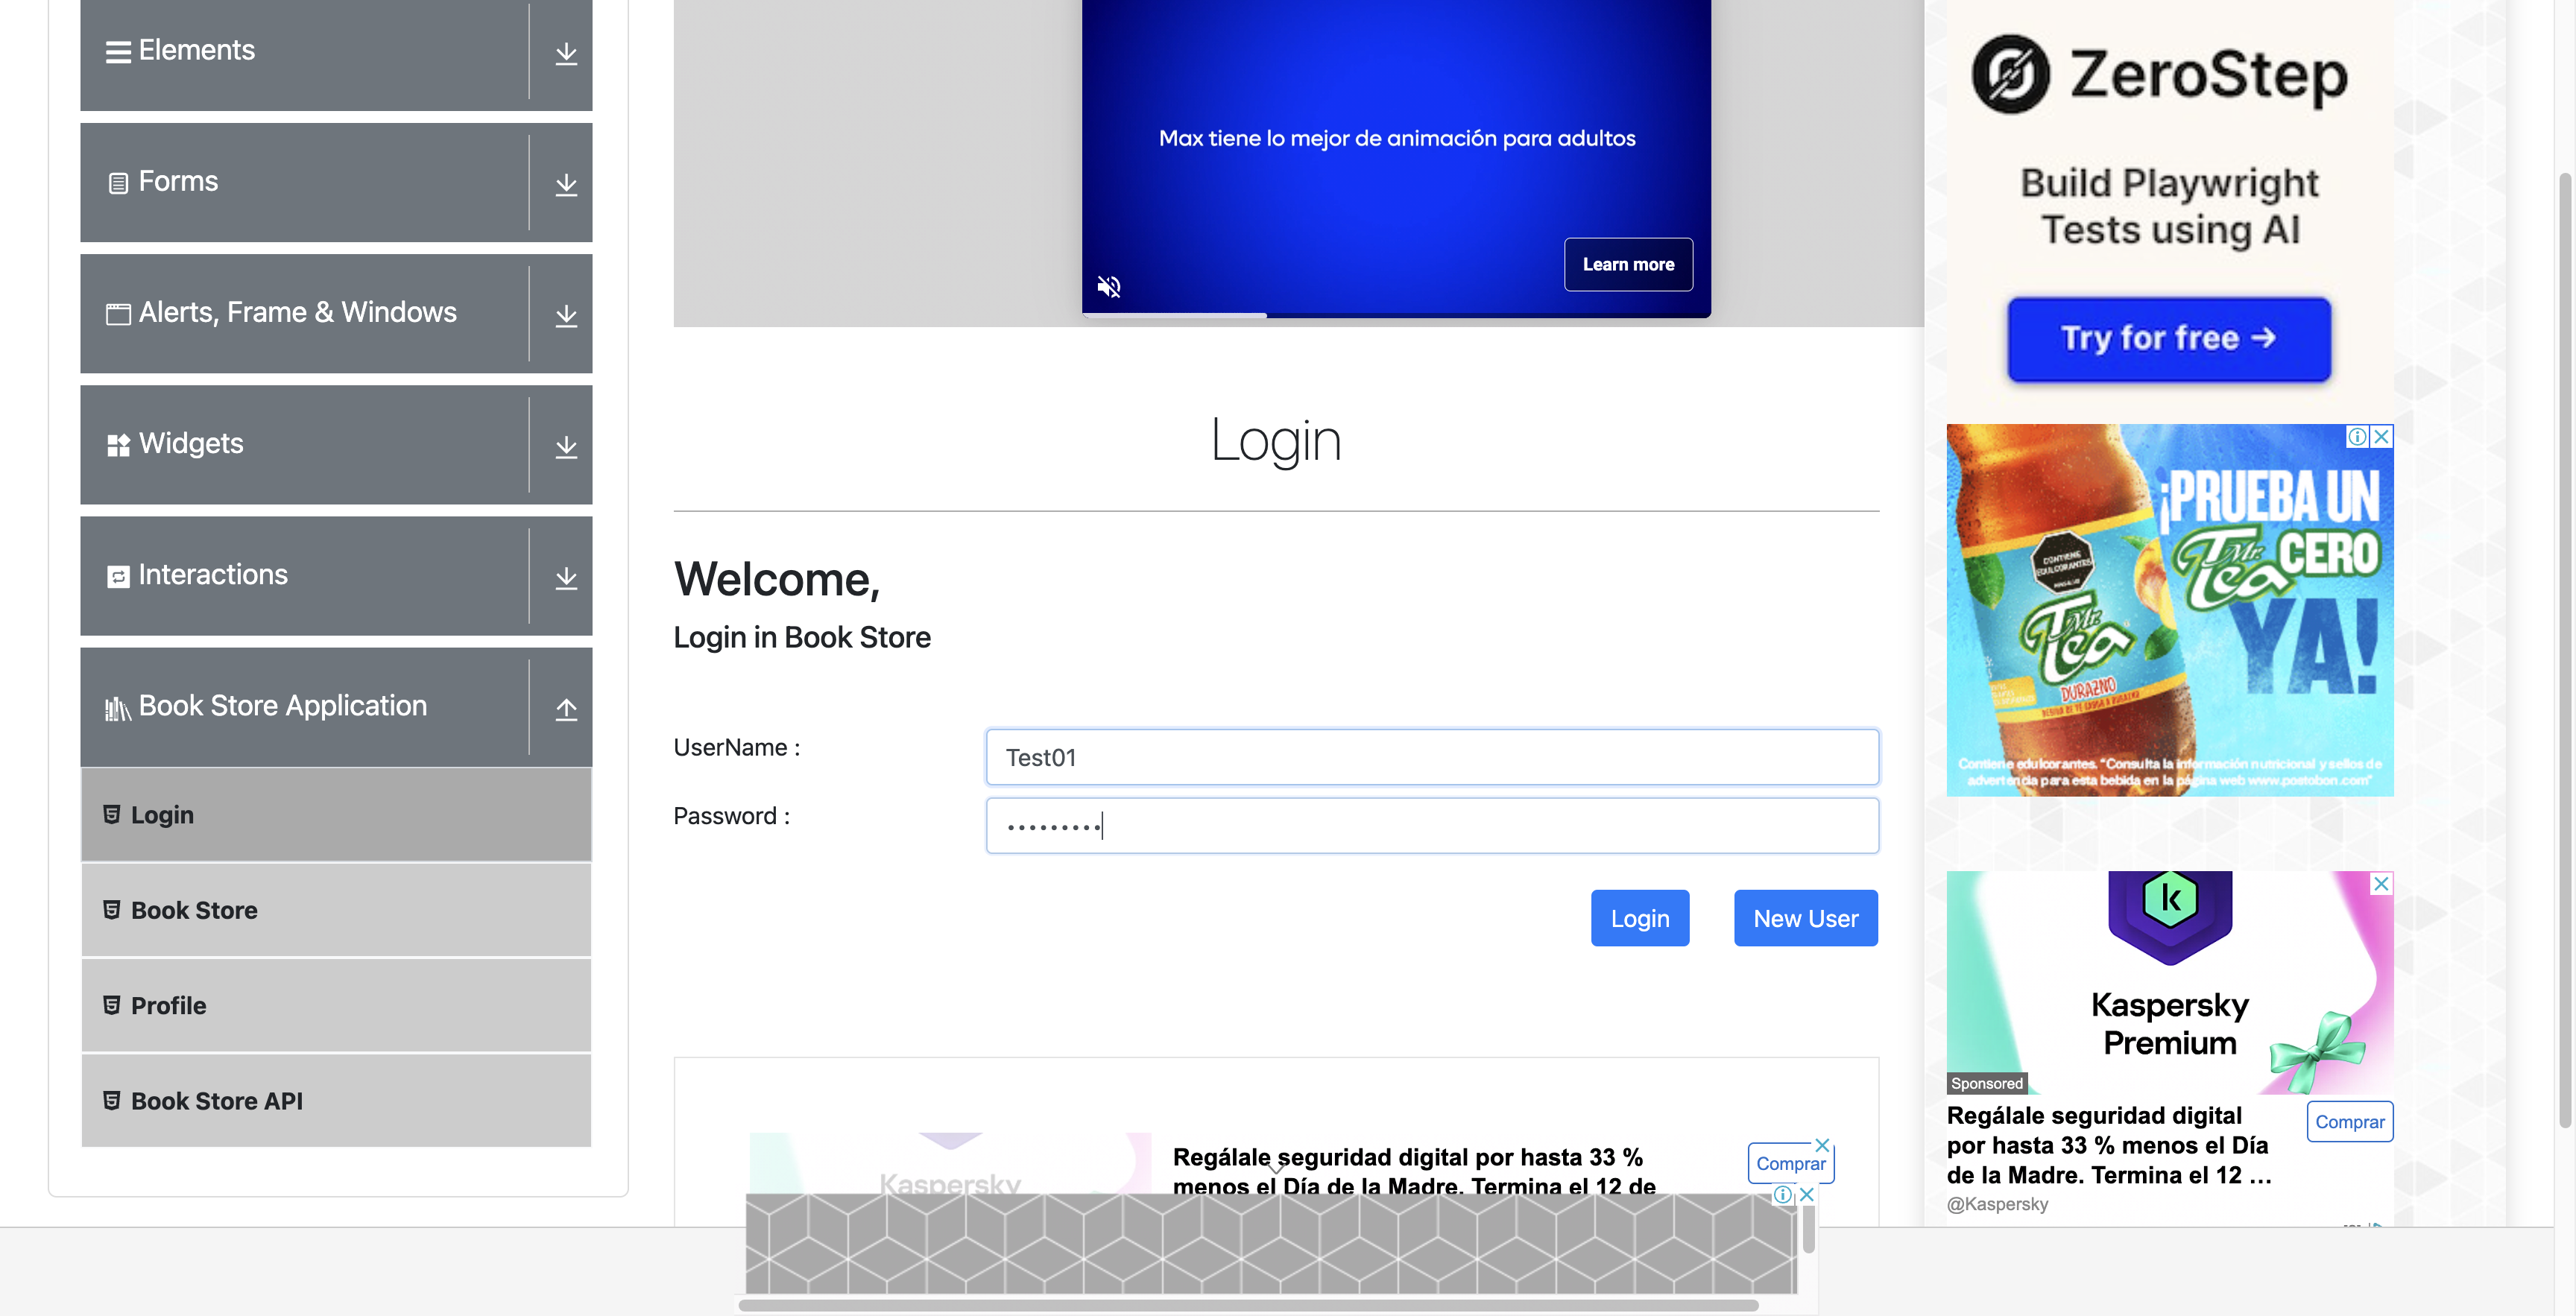 Elements
Forms
Alerts, Frame & Windows
Widgets
Interactions
Book Store Application
Login
Book Store
Profile
Book Store API
Max tiene lo mejor de animación para adultos
Learn more
Login
Welcome,
Login in Book Store
UserName :
Test01
Password :
•••••••••
Login
New User
Kaspersky
Regálale seguridad digital por hasta 33 %
menos el Día de la Madre. Termina el 12 de
Comprar
ZeroStep
Build Playwright
Tests using AI
Try for free →
¡PRUEBA UN
Mr. Tea CERO
YA!
CONTIENE
EDULCORANTES
Mr. Tea
DURAZNO
Contiene edulcorantes. "Consulta la información nutricional y sellos de
advertencia para esta bebida en la página web www.postobon.com"
k
Kaspersky
Premium
Sponsored
Regálale seguridad digital
por hasta 33 % menos el Día
de la Madre. Termina el 12 ...
Comprar
@Kaspersky